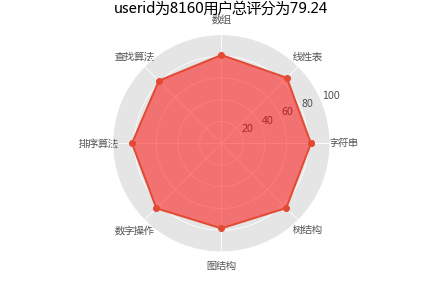 userid为8160用户总评分为79.24
数组
查找算法
线性表
100
80
60
40
20
排序算法
字符串
数字操作
树结构
图结构